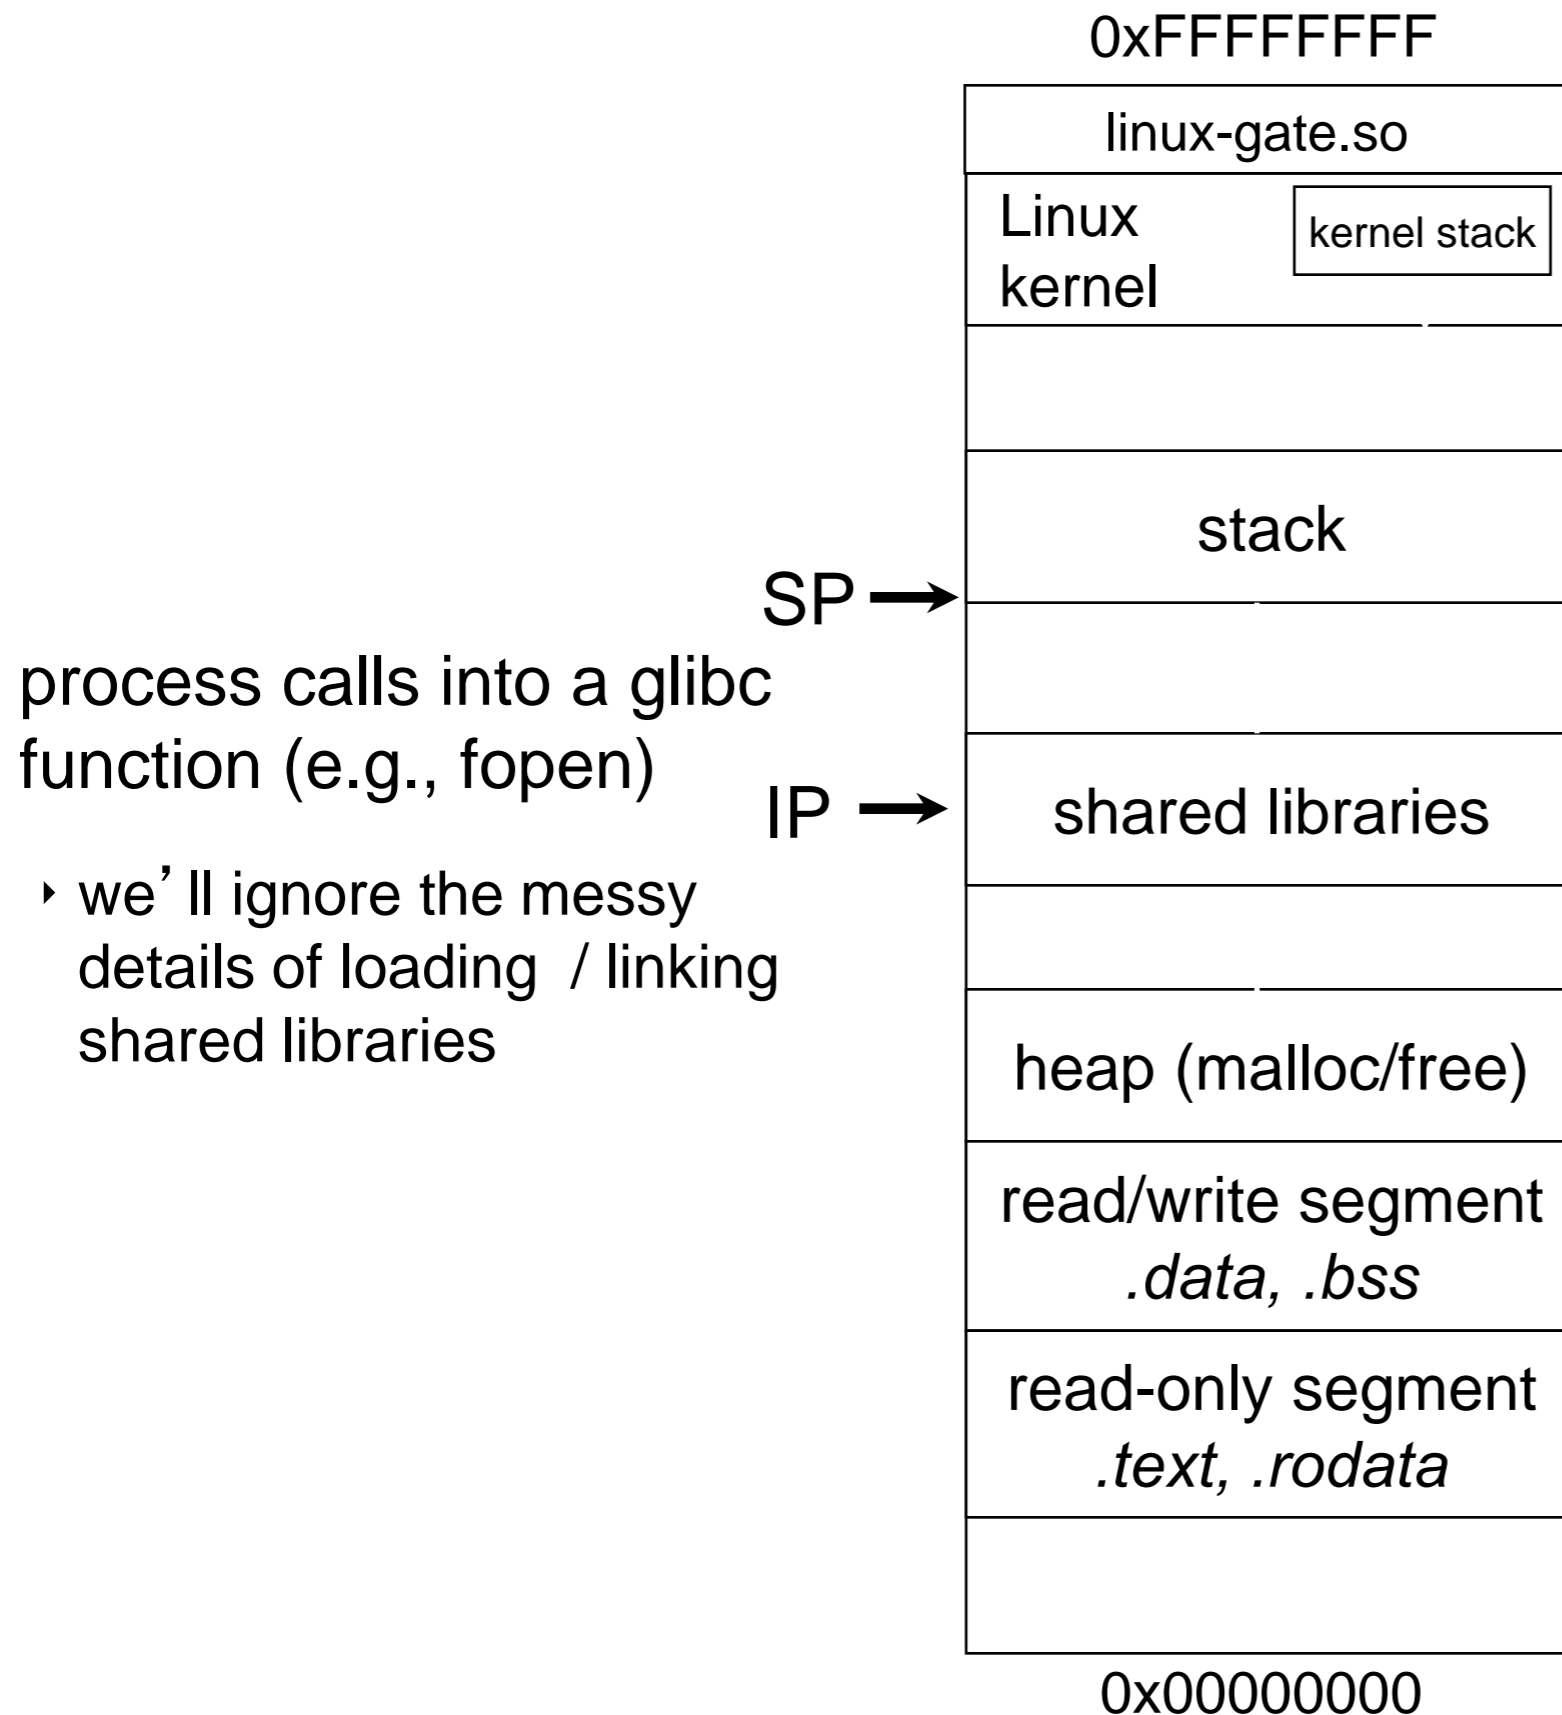 0xFFFFFFFF
linux-gate.so
Linux
kernel
kernel stack
stack
SP
process calls into a glibc
function (e.g., fopen)
IP
shared libraries
‣ we’ll ignore the messy
details of loading / linking
shared libraries
heap (malloc/free)
read/write segment
.data, .bss
read-only segment
.text, .rodata
0x00000000